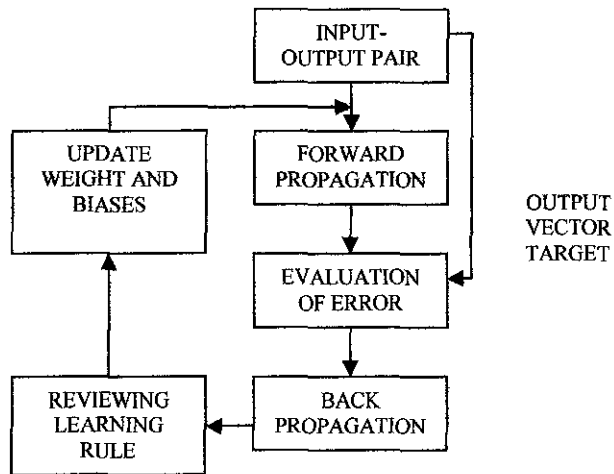 INPUT-
OUTPUT PAIR
UPDATE
WEIGHT AND
BIASES
FORWARD
PROPAGATION
OUTPUT
VECTOR
TARGET
EVALUATION
OF ERROR
REVIEWING
LEARNING
RULE
BACK
PROPAGATION